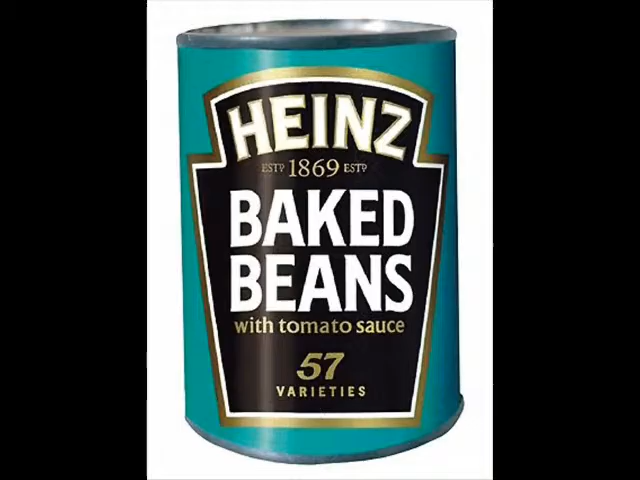 HEINZ
ESTD 1869 ESTD
BAKED
BEANS
with tomato sauce
57
VARIETIES